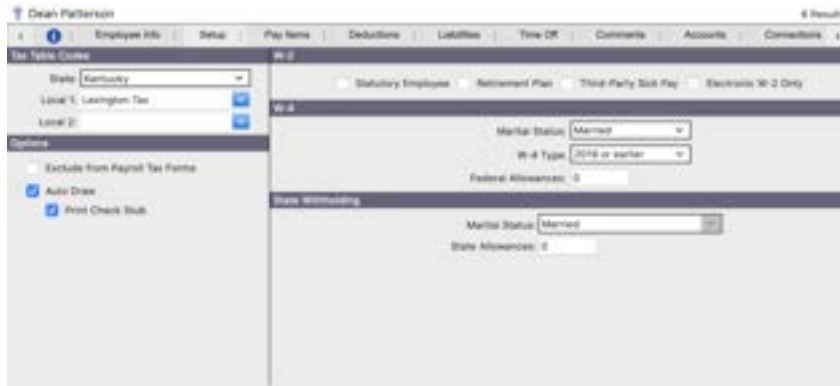 Dean Patterson
6 Results
Employee Info Setup Pay Items Deductions Liabilities Time Off Comments Accounts Connections
Tax Table Codes
State: Kentucky
Local 1: Lexington Tax
Local 2:
Options
Exclude from Payroll Tax Forms
Auto Draw
Print Check Stub
W-2
Statutory Employee Retirement Plan Third-Party Sick Pay Electronic W-2 Only
W-4
Marital Status: Married
W-4 Type: 2019 or earlier
Federal Allowances: 0
State Withholding
Marital Status: Married
State Allowances: 0